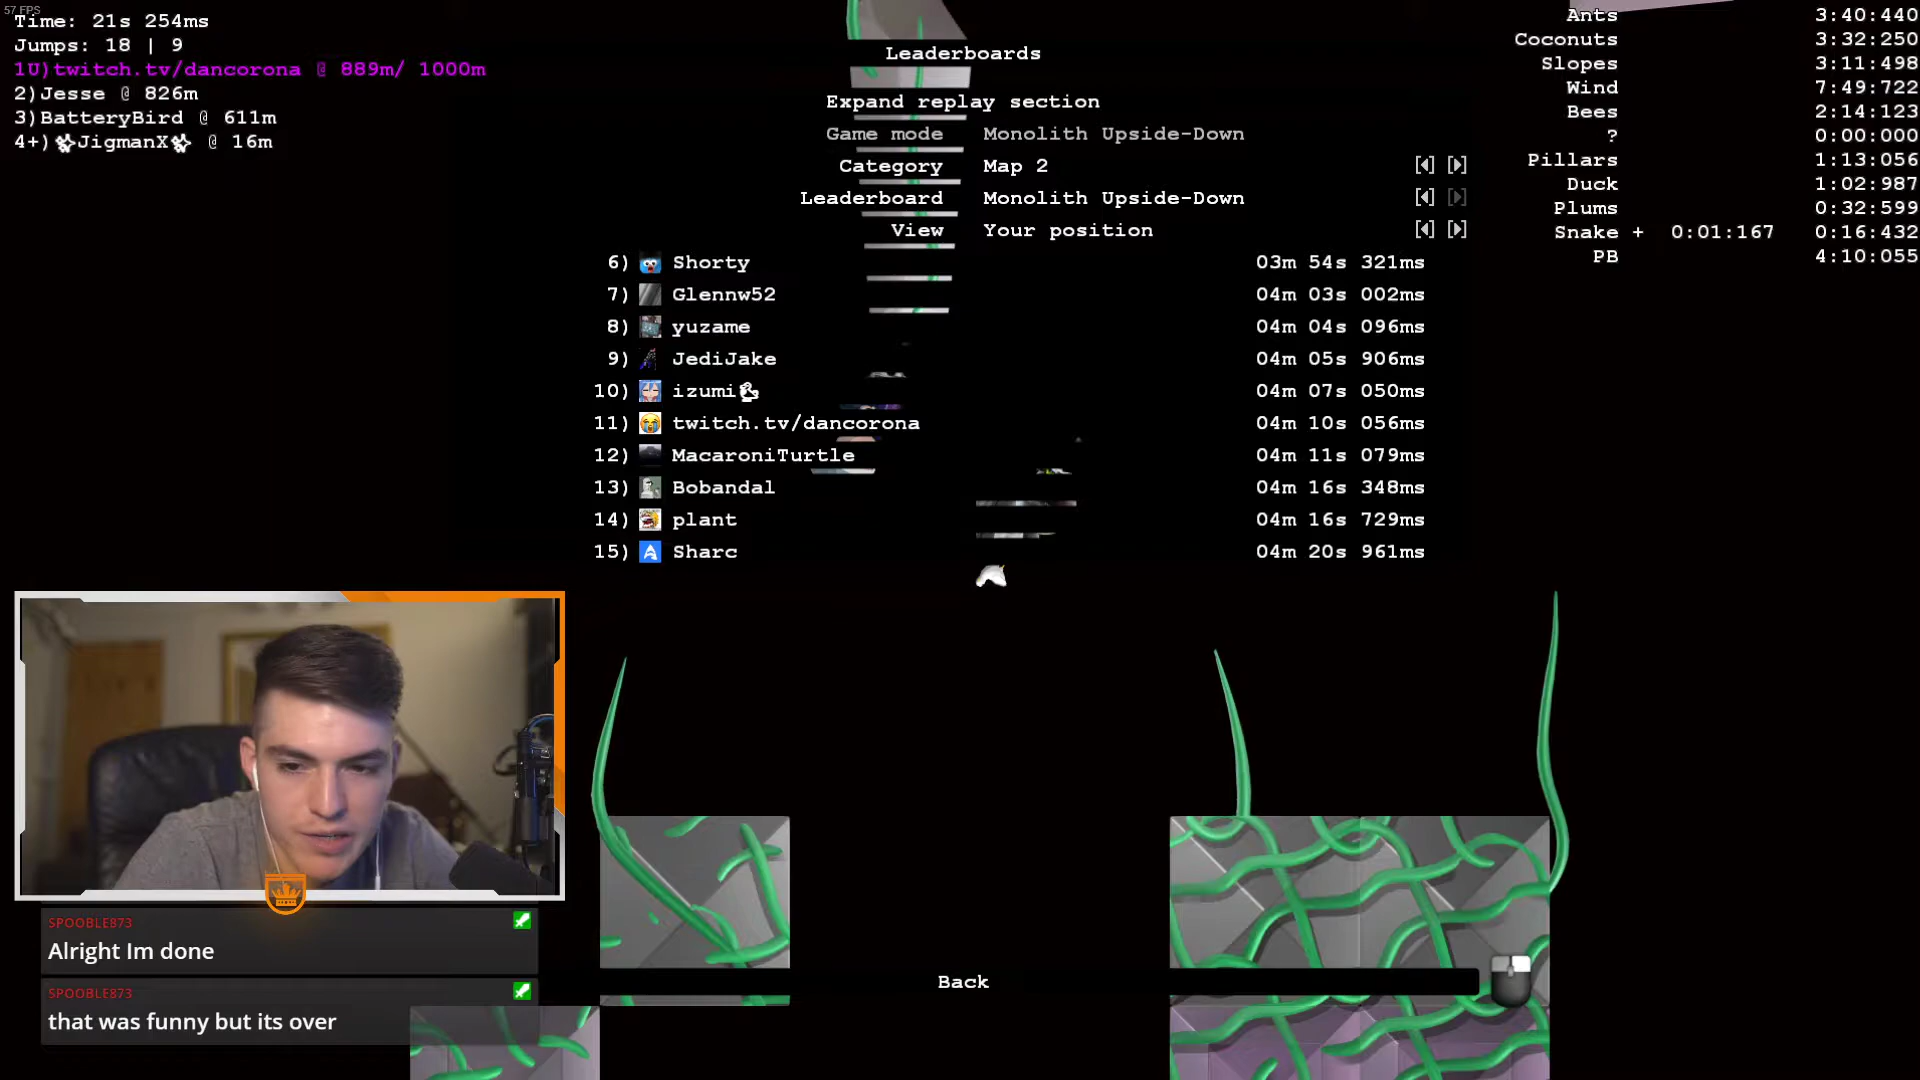 57 FPS
Time: 21s 254ms
Jumps: 18 | 9
1U)twitch.tv/dancorona @ 889m/ 1000m
2)Jesse @ 826m
3)BatteryBird @ 611m
4+)JigmanX @ 16m
Leaderboards
Expand replay section
Game mode Monolith Upside-Down
Category Map 2
Leaderboard Monolith Upside-Down
View Your position
6) Shorty 03m 54s 321ms
7) Glennw52 04m 03s 002ms
8) yuzame 04m 04s 096ms
9) JediJake 04m 05s 906ms
10) izumi 04m 07s 050ms
11) twitch.tv/dancorona 04m 10s 056ms
12) MacaroniTurtle 04m 11s 079ms
13) Bobandal 04m 16s 348ms
14) plant 04m 16s 729ms
15) Sharc 04m 20s 961ms
Ants 3:40:440
Coconuts 3:32:250
Slopes 3:11:498
Wind 7:49:722
Bees 2:14:123
? 0:00:000
Pillars 1:13:056
Duck 1:02:987
Plums 0:32:599
Snake + 0:01:167 0:16:432
PB 4:10:055
SPOOBLE873
Alright Im done
SPOOBLE873
that was funny but its over
Back